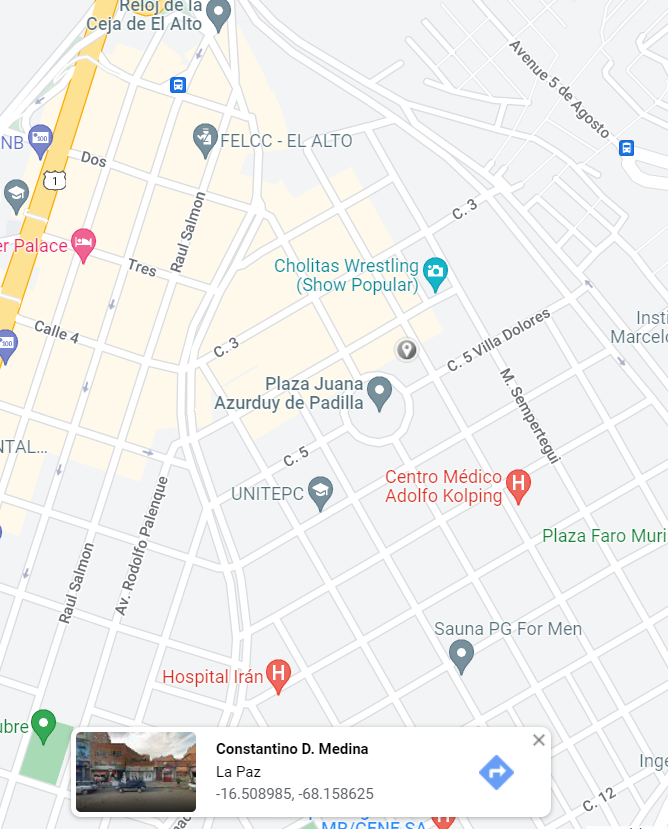 Reloj de la
Ceja de El Alto
Avenue 5 de Agosto
NB
100
FELCC - EL ALTO
Dos
1
er Palace
Raul Salmon
C. 3
Tres
Cholitas Wrestling
(Show Popular)
Calle 4
C. 3
100
C. 5 Villa Dolores
Insti
Marcelo
Plaza Juana
Azurduy de Padilla
M. Sempertegui
NTAL...
C. 5
UNITEPC
Centro Médico
Adolfo Kolping
H
Av. Rodolfo Palenque
Plaza Faro Muri
Raul Salmon
Sauna PG For Men
Hospital Irán
H
ubre
Constantino D. Medina
La Paz
-16.508985, -68.158625
Inge
C. 12